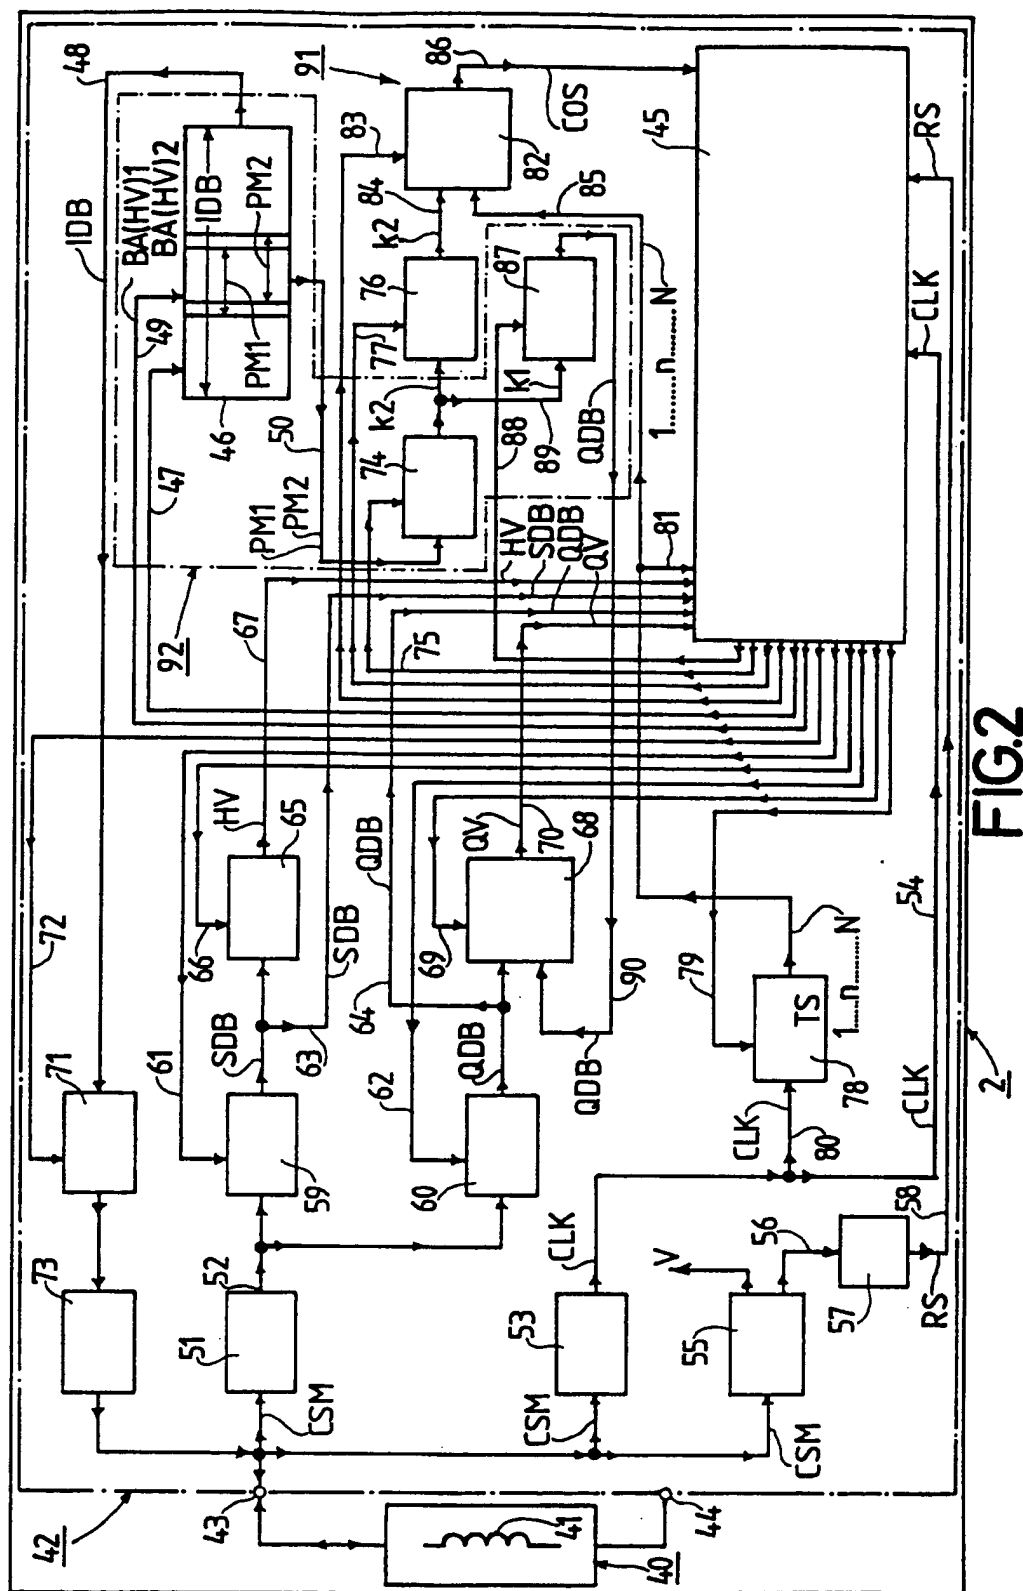 42
43
44
40
41
73
71
72
IDB
48
51
52
CSM
59
61
SDB
63
SDB
66
65
HV
67
60
62
QDB
64
QDB
69
68
QV
70
QDB
90
53
CSM
CLK
55
CSM
V
56
57
RS
58
54
CLK
CLK
80
78
TS
1....n........N
79
N
2
92
75
47
49
BA(HV)1
BA(HV)2
46
IDB
PM1
PM2
50
PM1
PM2
74
k2
76
77
k2
84
83
82
85
86
COS
91
88
89
k1
87
QDB
HV
SDB
QDB
QV
81
1........n........N
45
CLK
RS
FIG.2